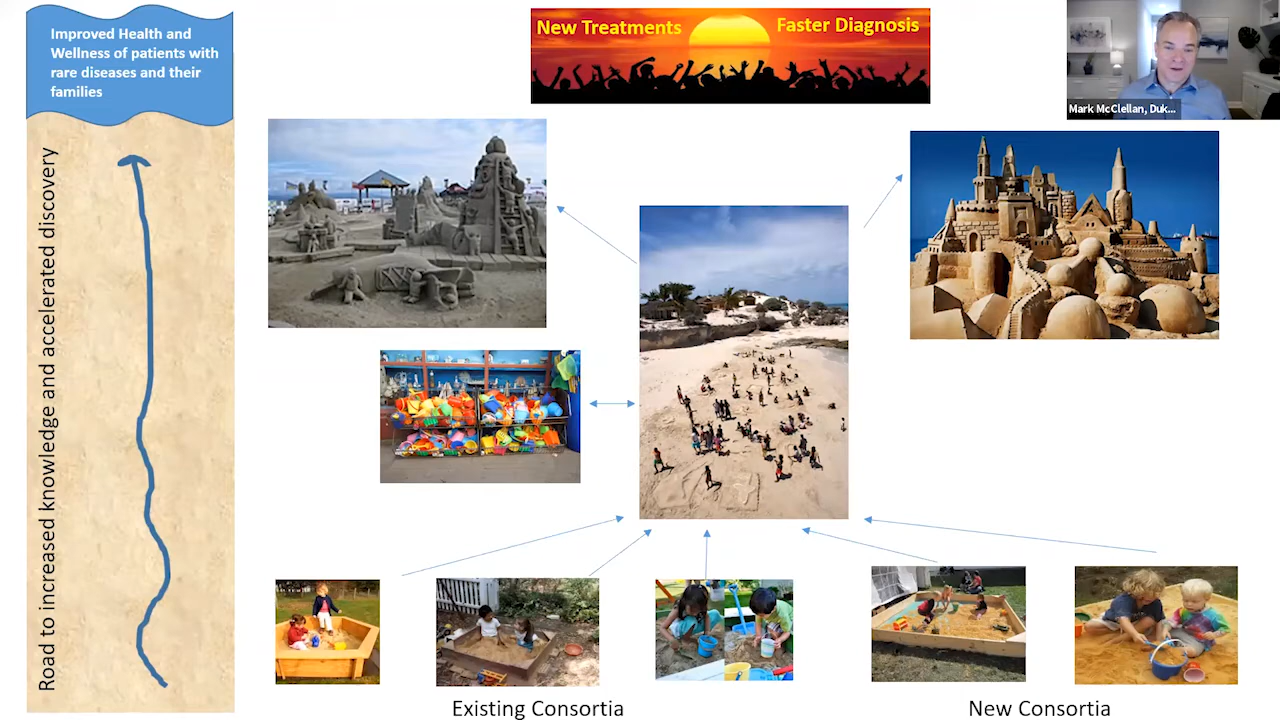 Improved Health and
Wellness of patients with
rare diseases and their
families
New Treatments
Faster Diagnosis
Mark McClellan, Duk...
Road to increased knowledge and accelerated discovery
Existing Consortia
New Consortia